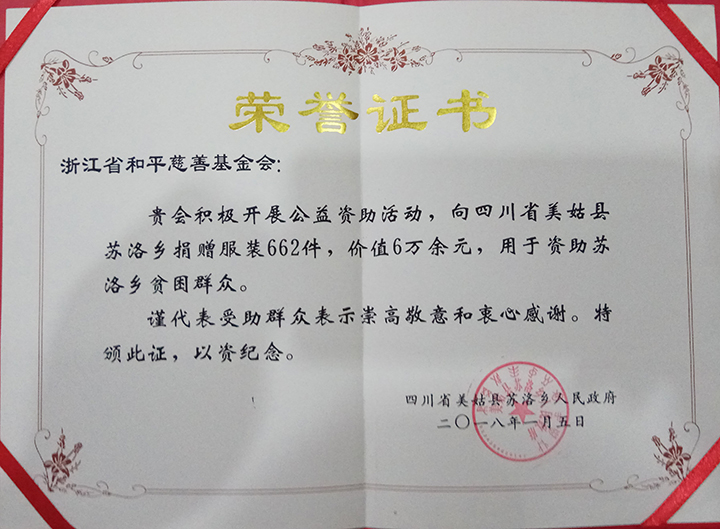 荣誉证书
浙江省和平慈善基金会：
贵会积极开展公益资助活动，向四川省美姑县
苏洛乡捐赠服装662件，价值6万余元，用于资助苏
洛乡贫困群众。
谨代表受助群众表示崇高敬意和衷心感谢。特
颁此证，以资纪念。
四川省美姑县苏洛乡人民政府
二〇一八年一月五日